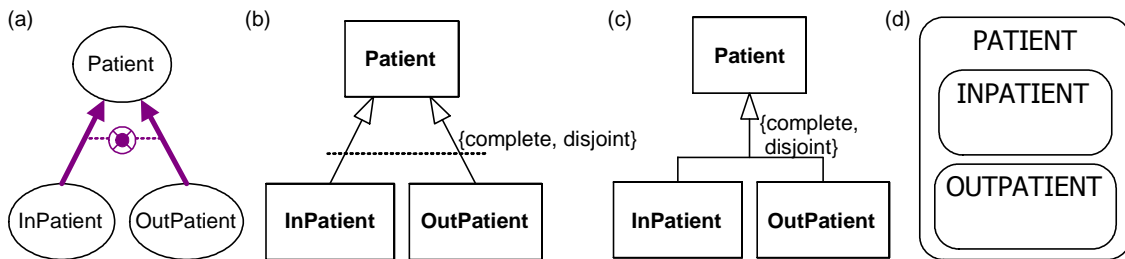 (a)
Patient
InPatient
OutPatient
(b)
Patient
{complete, disjoint}
InPatient
OutPatient
(c)
Patient
{complete,
disjoint}
InPatient
OutPatient
(d)
PATIENT
INPATIENT
OUTPATIENT